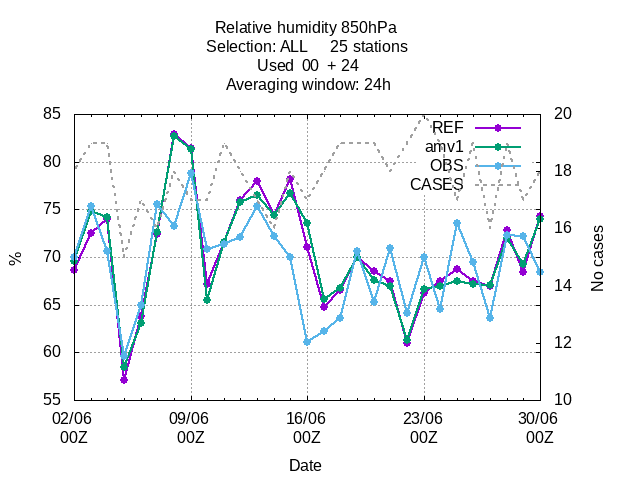 Relative humidity 850hPa
Selection: ALL     25 stations
Used  00  + 24
Averaging window: 24h
85
80
75
70
65
60
55
20
18
16
14
12
10
%
No cases
REF
amv1
OBS
CASES
02/06 09/06 16/06 23/06 30/06
00Z 00Z 00Z 00Z 00Z
Date